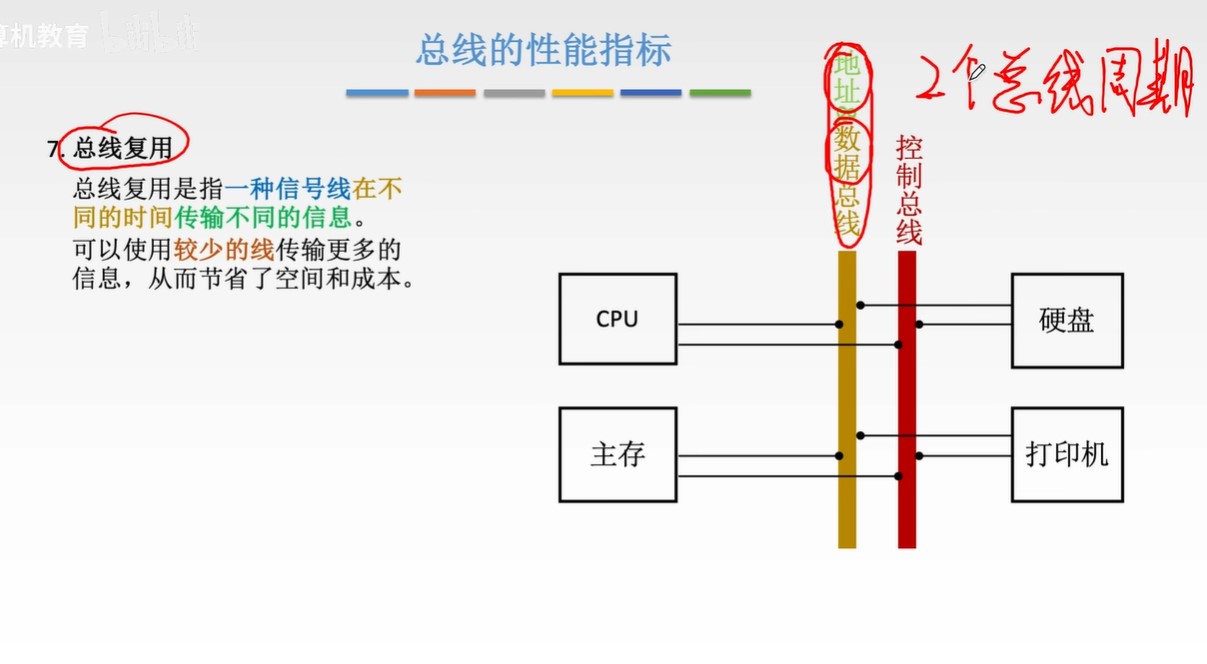 算机教育
总线的性能指标
7. 总线复用
总线复用是指一种信号线在不
同的时间传输不同的信息。
可以使用较少的线传输更多的
信息，从而节省了空间和成本。
地址&数据总线
控制总线
2个总线周期
CPU
硬盘
主存
打印机